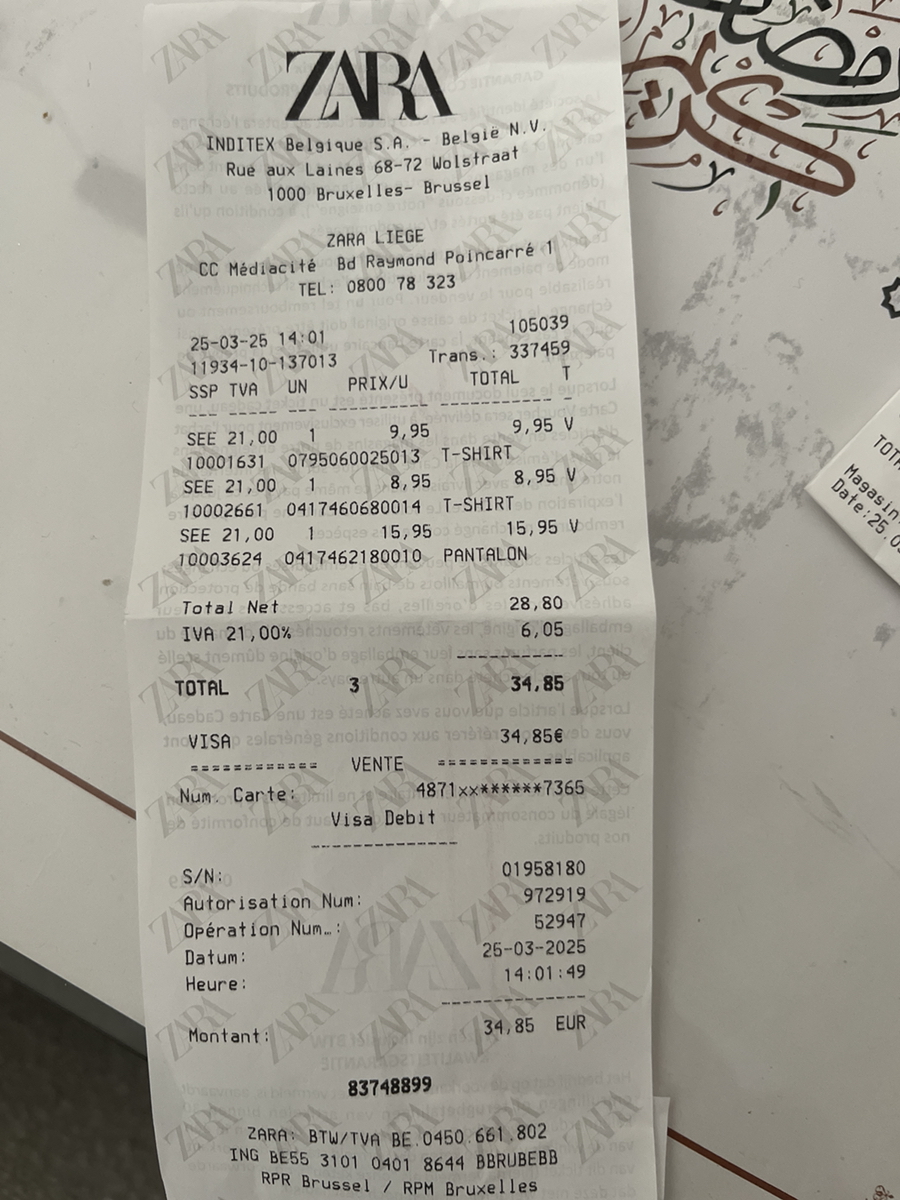 ZARA
INDITEX Belgique S.A. - België N.V.
Rue aux Laines 68-72 Wolstraat
1000 Bruxelles- Brussel
ZARA LIEGE
CC Médiacité Bd Raymond Poincarré 1
TEL: 0800 78 323
25-03-25 14:01 105039
11934-10-137013 Trans.: 337459
SSP TVA UN PRIX/U TOTAL T
SEE 21,00 1 9,95 9,95 V
10001631 0795060025013 T-SHIRT
SEE 21,00 1 8,95 8,95 V
10002661 0417460680014 T-SHIRT
SEE 21,00 1 15,95 15,95 V
10003624 0417462180010 PANTALON
Total Net 28,80
IVA 21,00% 6,05
TOTAL 3 34,85
VISA 34,85€
============ VENTE =============
Num. Carte: 4871xx******7365
Visa Debit
S/N: 01958180
Autorisation Num: 972919
Opération Num…: 52947
Datum: 25-03-2025
Heure: 14:01:49
Montant: 34,85 EUR
83748899
ZARA: BTW/TVA BE.0450.661.802
ING BE55 3101 0401 8644 BBRUBEBB
RPR Brussel / RPM Bruxelles
Magasin